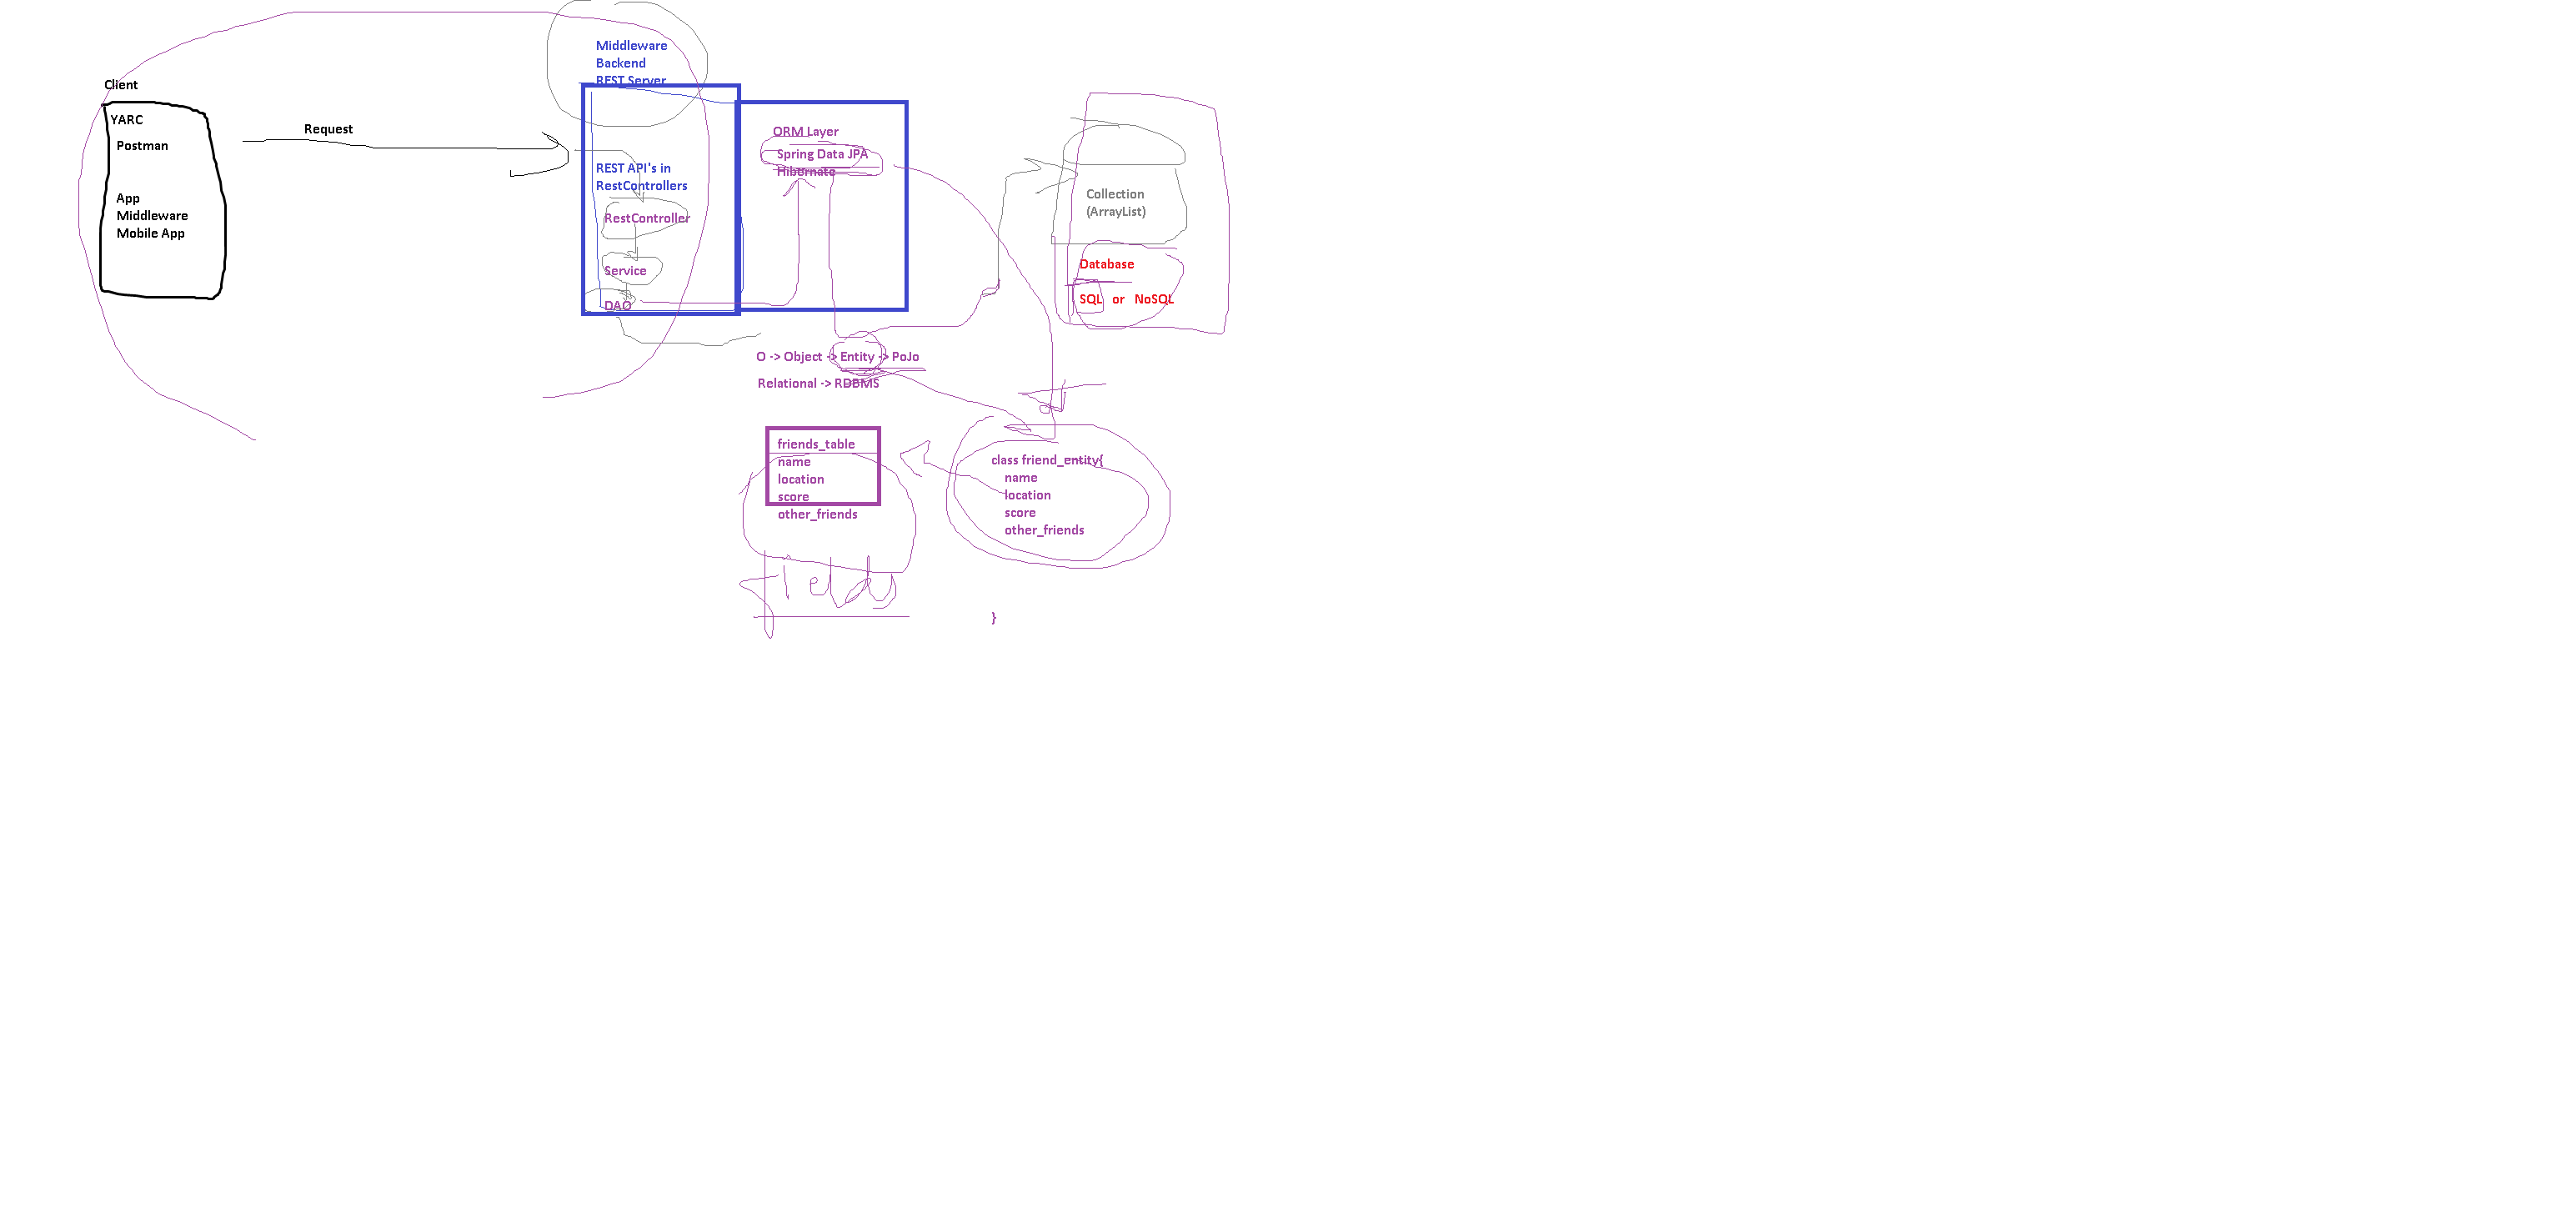 Client
YARC
Postman
App
Middleware
Mobile App
Request
Middleware
Backend
REST Server
REST API's in
RestControllers
RestController
Service
DAO
ORM Layer
Spring Data JPA
Hibernate
Collection
(ArrayList)
Database
SQL or NoSQL
O -> Object -> Entity -> PoJo
Relational -> RDBMS
friends_table
name
location
score
other_friends
fields
class friend_entity{
name
location
score
other_friends
}